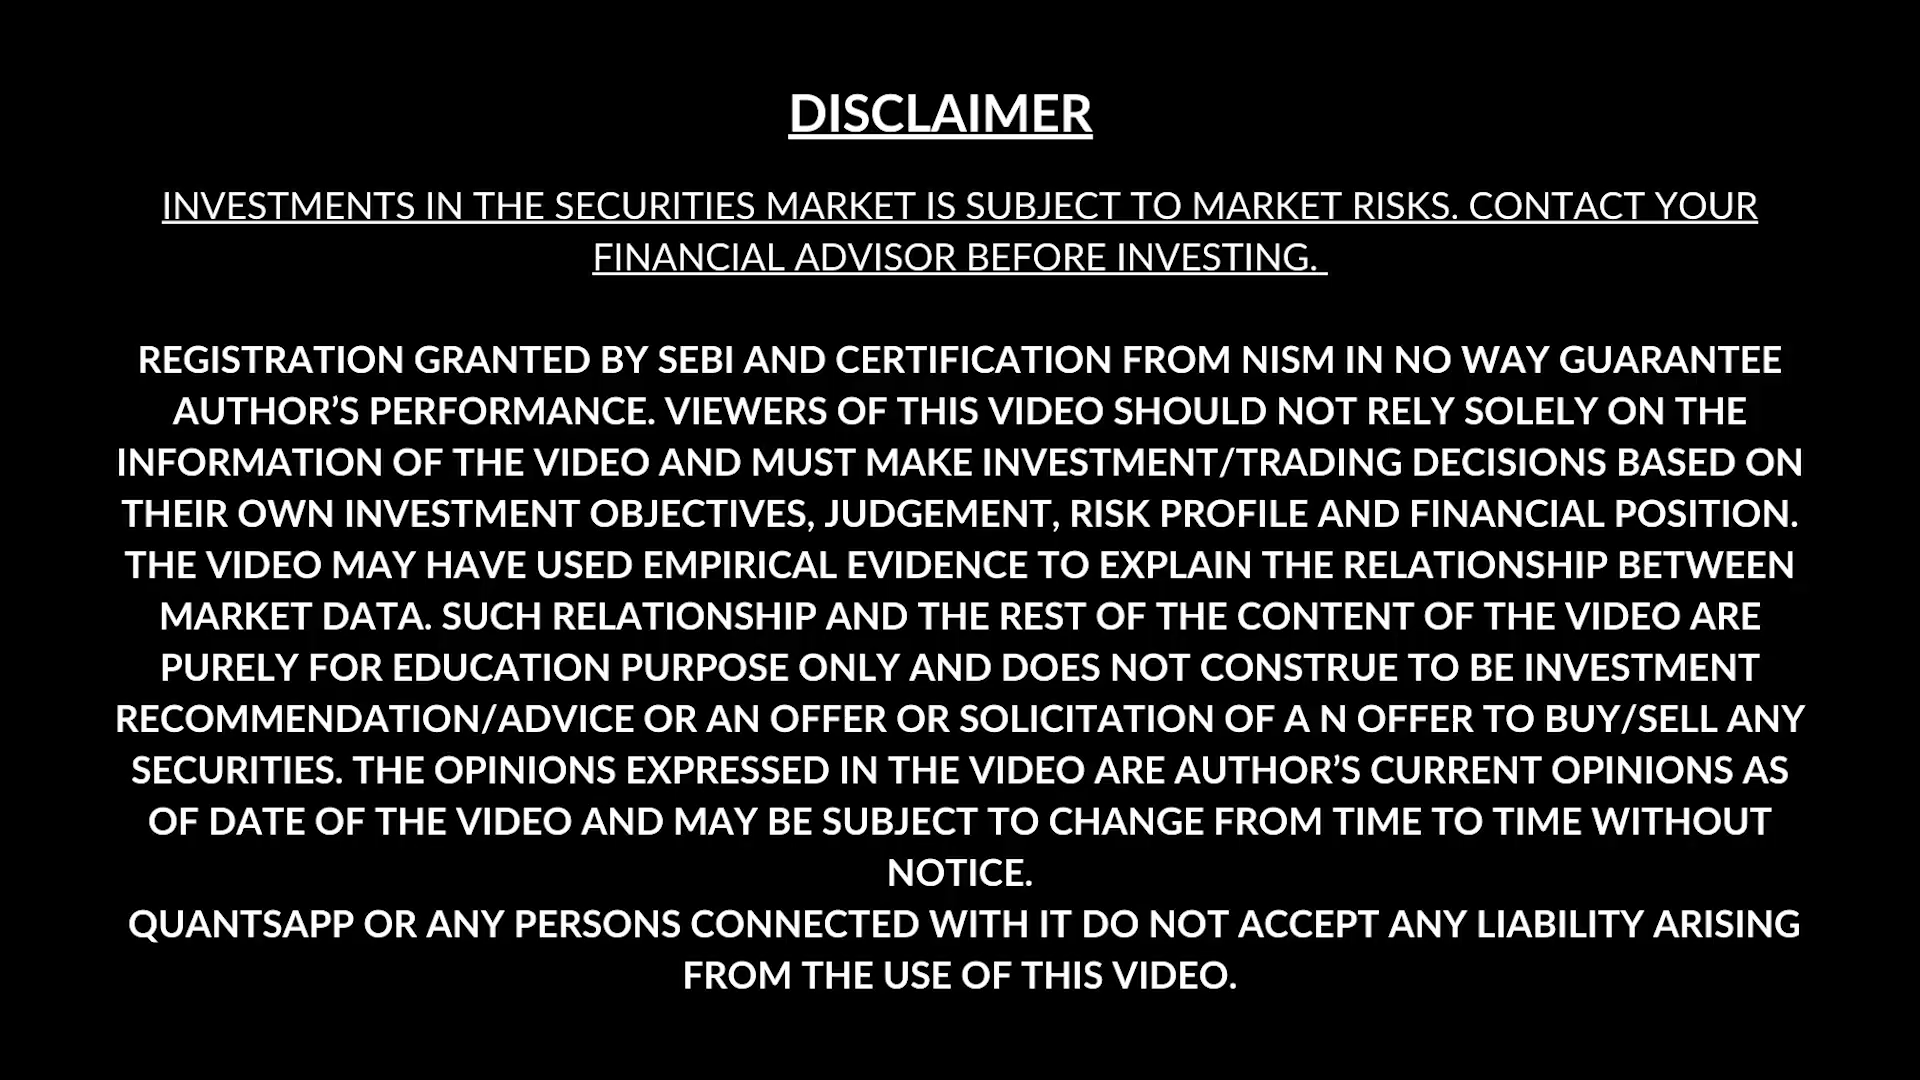 DISCLAIMER
INVESTMENTS IN THE SECURITIES MARKET IS SUBJECT TO MARKET RISKS. CONTACT YOUR
FINANCIAL ADVISOR BEFORE INVESTING.
REGISTRATION GRANTED BY SEBI AND CERTIFICATION FROM NISM IN NO WAY GUARANTEE
AUTHOR’S PERFORMANCE. VIEWERS OF THIS VIDEO SHOULD NOT RELY SOLELY ON THE
INFORMATION OF THE VIDEO AND MUST MAKE INVESTMENT/TRADING DECISIONS BASED ON
THEIR OWN INVESTMENT OBJECTIVES, JUDGEMENT, RISK PROFILE AND FINANCIAL POSITION.
THE VIDEO MAY HAVE USED EMPIRICAL EVIDENCE TO EXPLAIN THE RELATIONSHIP BETWEEN
MARKET DATA. SUCH RELATIONSHIP AND THE REST OF THE CONTENT OF THE VIDEO ARE
PURELY FOR EDUCATION PURPOSE ONLY AND DOES NOT CONSTRUE TO BE INVESTMENT
RECOMMENDATION/ADVICE OR AN OFFER OR SOLICITATION OF A N OFFER TO BUY/SELL ANY
SECURITIES. THE OPINIONS EXPRESSED IN THE VIDEO ARE AUTHOR’S CURRENT OPINIONS AS
OF DATE OF THE VIDEO AND MAY BE SUBJECT TO CHANGE FROM TIME TO TIME WITHOUT
NOTICE.
QUANTSAPP OR ANY PERSONS CONNECTED WITH IT DO NOT ACCEPT ANY LIABILITY ARISING
FROM THE USE OF THIS VIDEO.